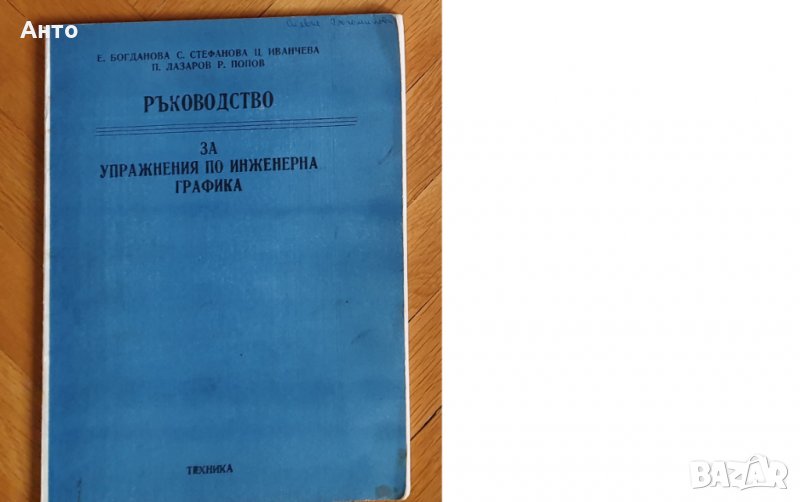 Анто
Е. БОГДАНОВА С. СТЕФАНОВА Ц. ИВАНЧЕВА
П. ЛАЗАРОВ Р. ПОПОВ
РЪКОВОДСТВО
ЗА
УПРАЖНЕНИЯ ПО ИНЖЕНЕРНА
ГРАФИКА
ТЕХНИКА
BAZAR